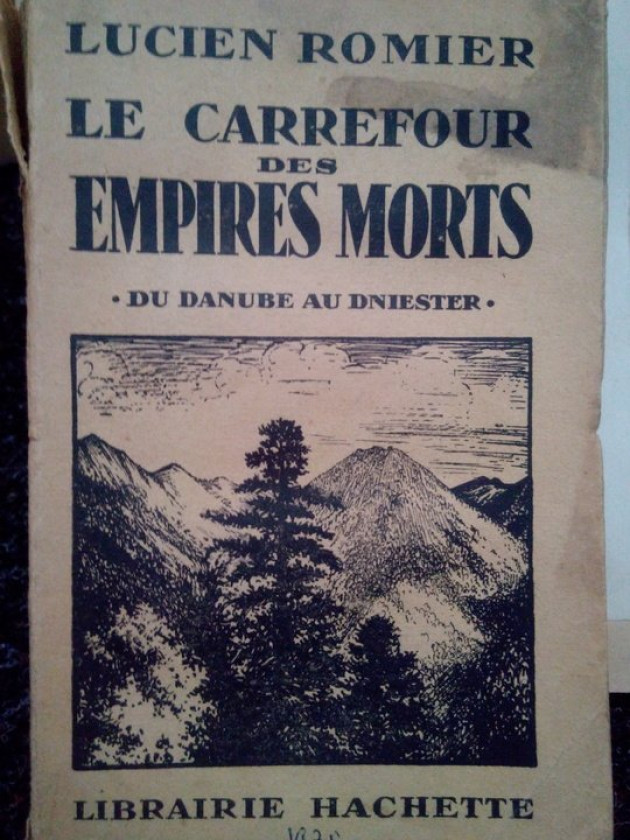 LUCIEN ROMIER
LE CARREFOUR
DES
EMPIRES MORTS
• DU DANUBE AU DNIESTER •
LIBRAIRIE HACHETTE